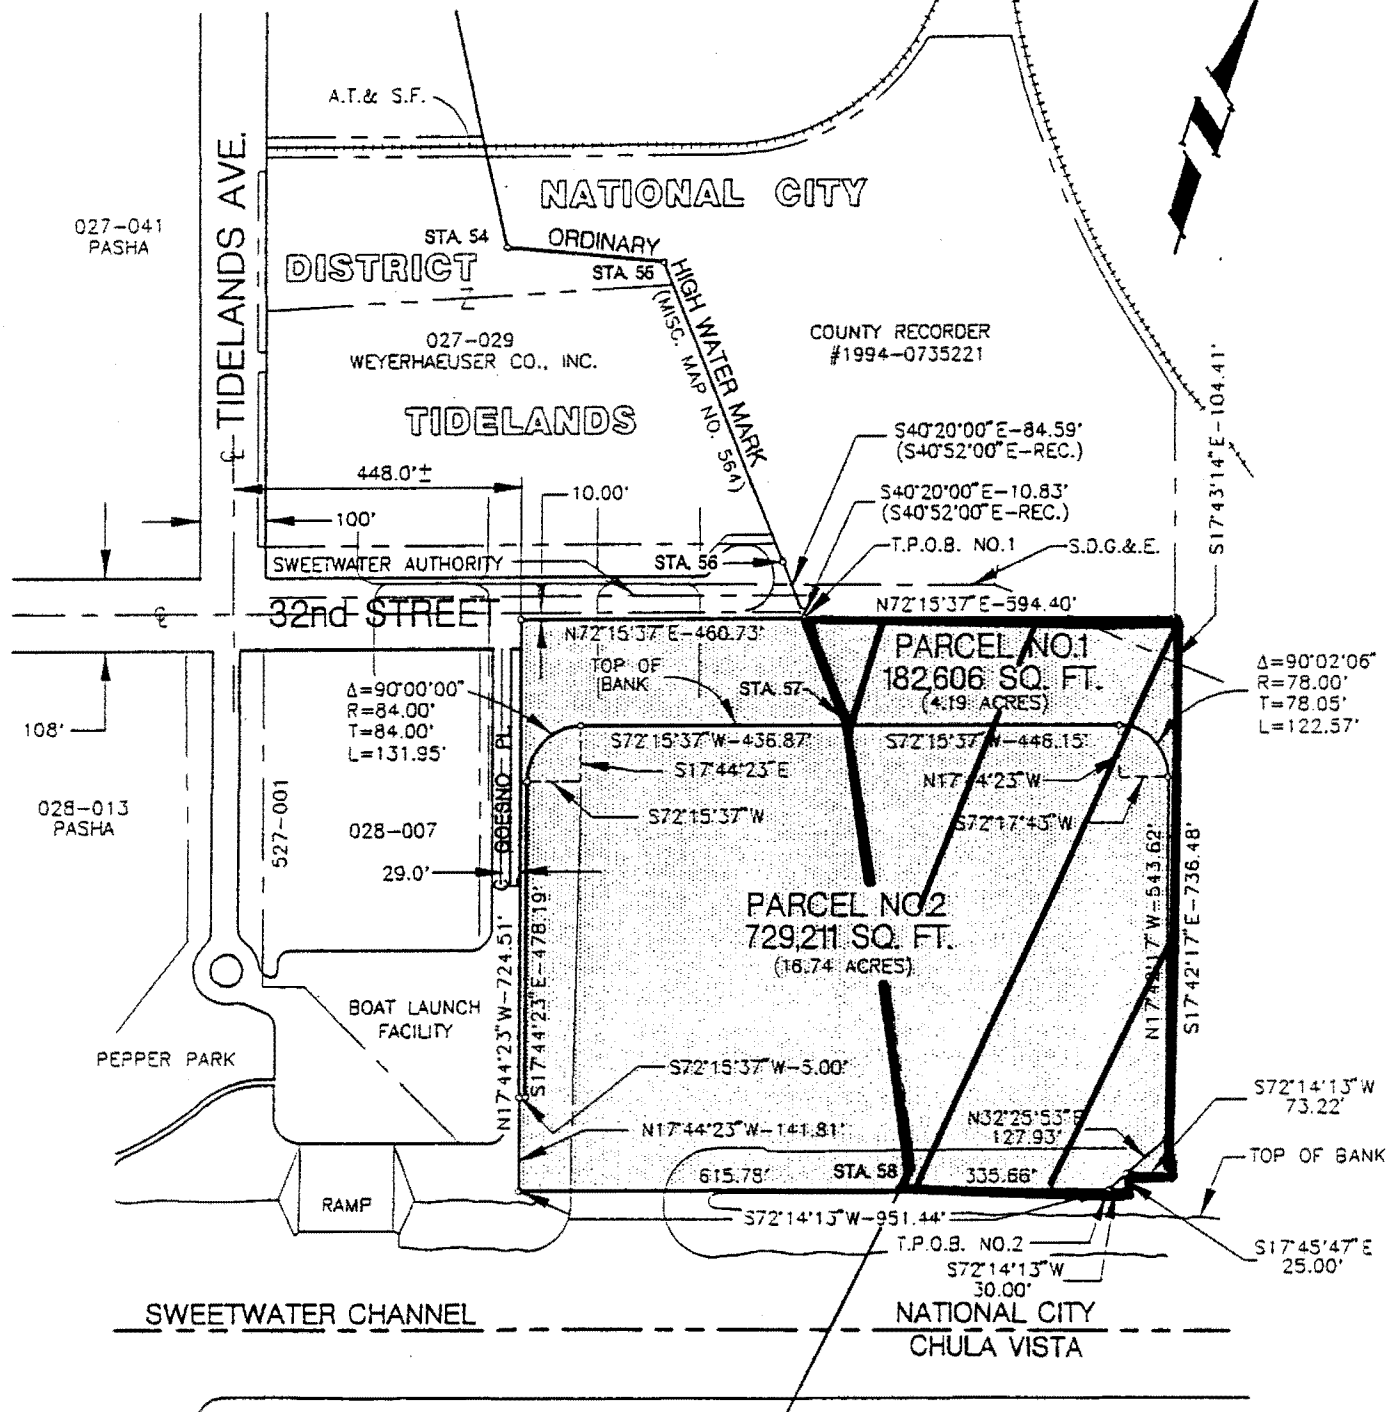 A.T.& S.F.
TIDELANDS AVE.
NATIONAL CITY
027-041
PASHA
STA. 54
ORDINARY
DISTRICT
STA. 55
HIGH WATER MARK
(MISC. MAP NO. 564)
027-029
WEYERHAEUSER CO., INC.
COUNTY RECORDER
#1994-0735221
TIDELANDS
S17°43'14"E-104.41'
448.0'±
S40°20'00"E-84.59'
(S40°52'00"E-REC.)
10.00'
S40°20'00"E-10.83'
(S40°52'00"E-REC.)
100'
T.P.O.B. NO.1
S.D.G.&E.
SWEETWATER AUTHORITY
STA. 56
32nd STREET
N72°15'37"E-594.40'
N72°15'37"E-460.73'
PARCEL NO.1
182,606 SQ. FT.
(4.19 ACRES)
TOP OF
BANK
STA. 57
Δ=90°02'06"
R=78.00'
T=78.05'
L=122.57'
Δ=90°00'00"
R=84.00'
T=84.00'
L=131.95'
108'
S72°15'37"W-436.87'
S72°15'37"W-446.15'
S17°44'23"E
N17°44'23"W
S72°15'37"W
S72°17'43"W
028-013
PASHA
527-001
028-007
GOESNO PL.
29.0'
N17°42'17"W-543.62'
S17°42'17"E-736.48'
PARCEL NO.2
729,211 SQ. FT.
(16.74 ACRES)
N17°44'23"W-724.51'
S17°44'23"E-478.19'
BOAT LAUNCH
FACILITY
PEPPER PARK
S72°15'37"W-5.00'
S72°14'13"W
73.22'
N17°44'23"W-141.81'
N32°25'53"E
127.93'
TOP OF BANK
615.78'
STA. 58
335.66'
RAMP
S72°14'13"W-951.44'
T.P.O.B. NO.2
S17°45'47"E
25.00'
S72°14'13"W
30.00'
SWEETWATER CHANNEL
NATIONAL CITY
CHULA VISTA